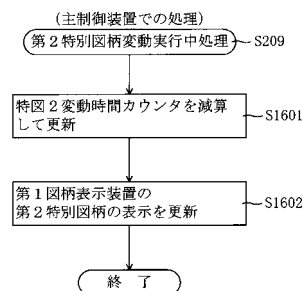 (主制御装置での処理)
第2特別図柄変動実行中処理
S209
特図2変動時間カウンタを減算
して更新
S1601
第1図柄表示装置の
第2特別図柄の表示を更新
S1602
終 了